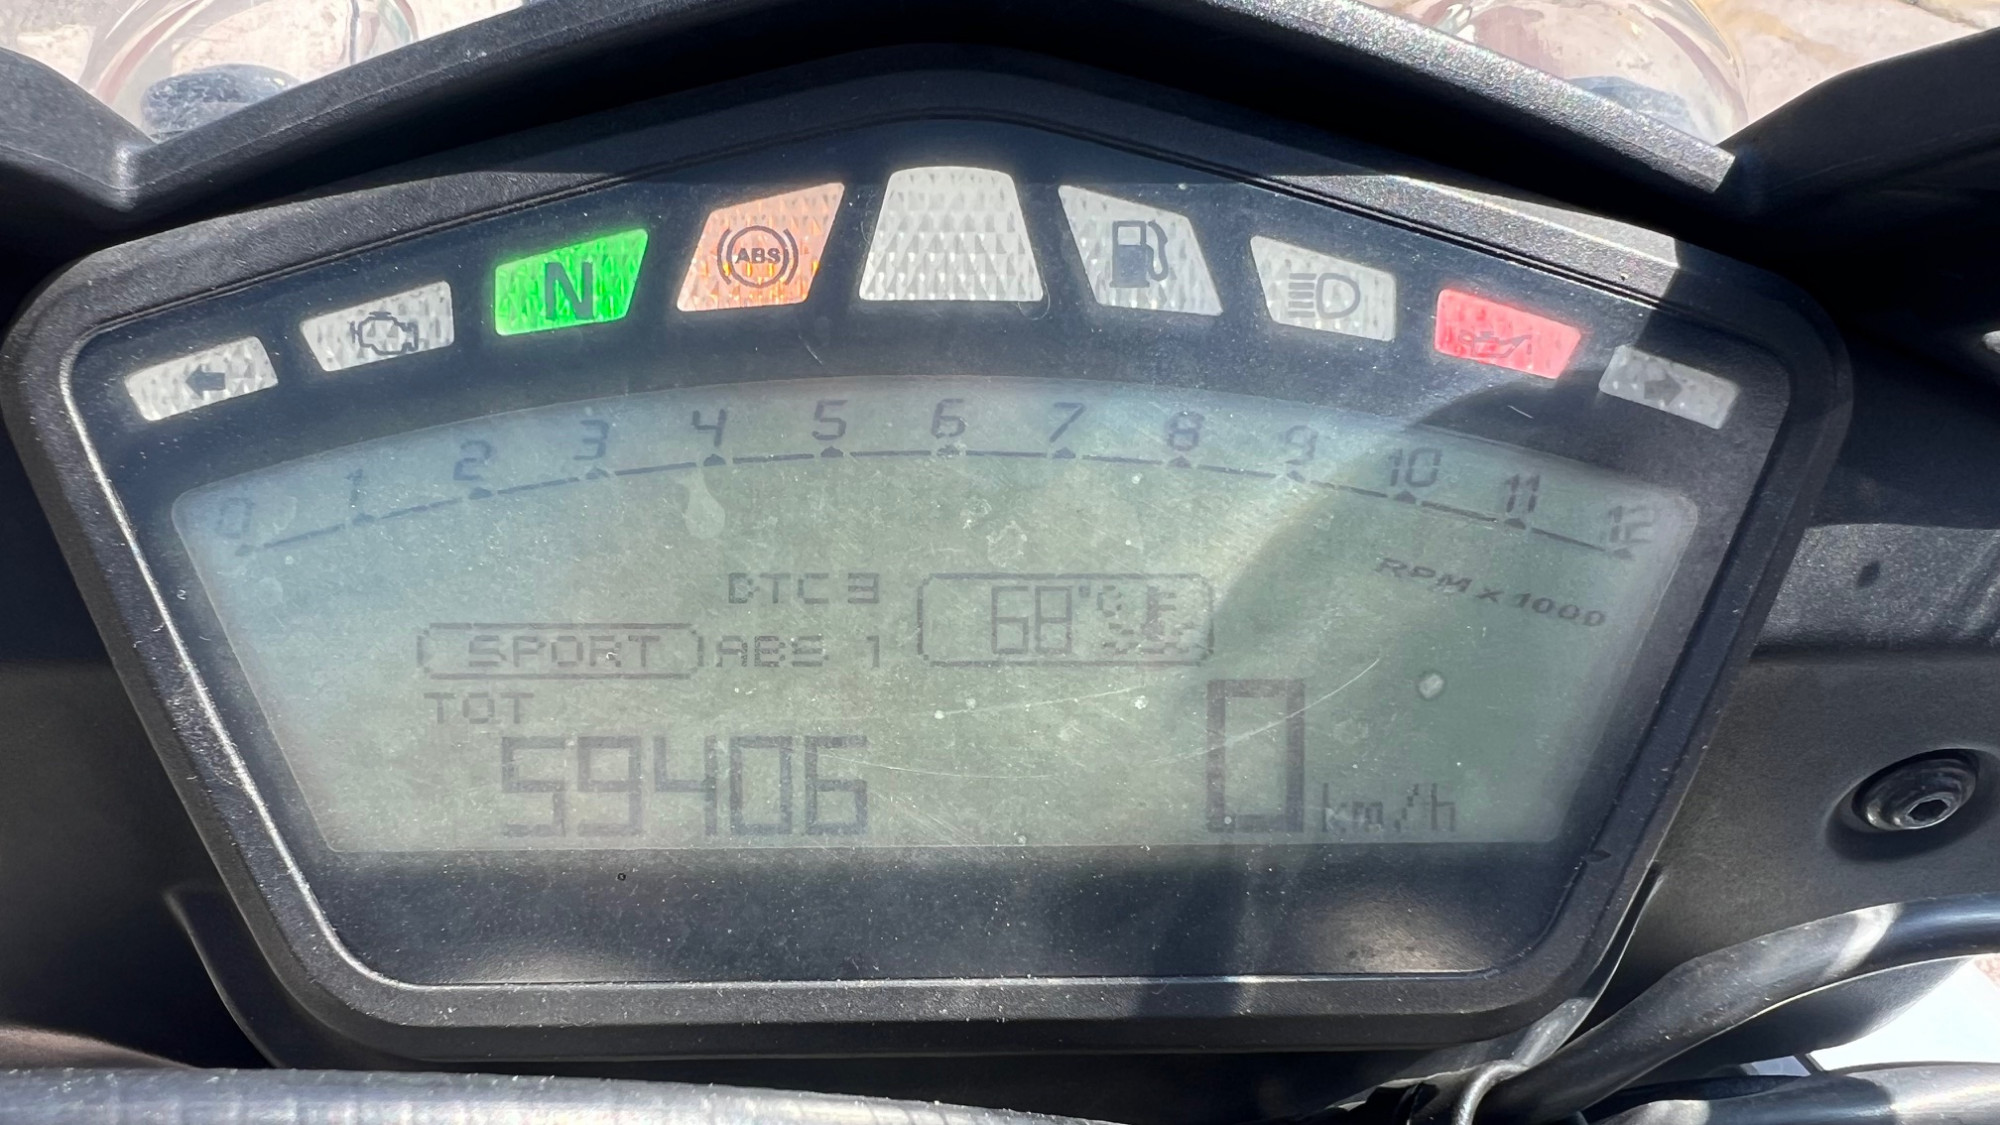 N
ABS
0 1 2 3 4 5 6 7 8 9 10 11 12
RPM x 1000
DTC 3
SPORT ABS 1
68°
TOT
59406
0 km/h